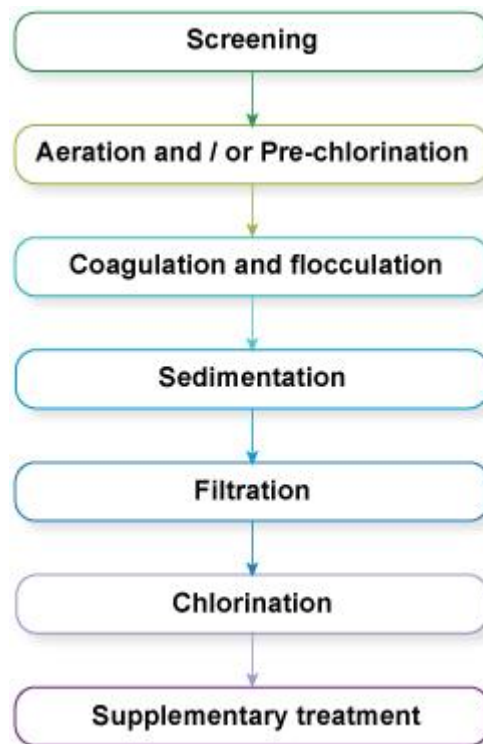 Screening
Aeration and / or Pre-chlorination
Coagulation and flocculation
Sedimentation
Filtration
Chlorination
Supplementary treatment